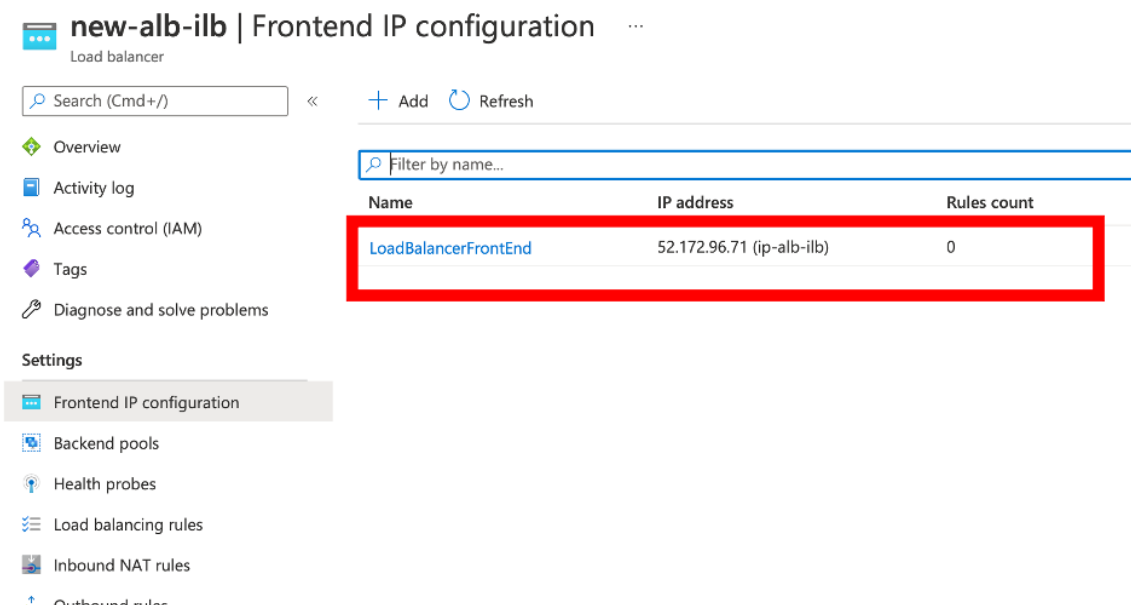 new-alb-ilb | Frontend IP configuration ...
Load balancer
Search (Cmd+/) «
Add Refresh
Overview
Activity log
Access control (IAM)
Tags
Diagnose and solve problems
Settings
Frontend IP configuration
Backend pools
Health probes
Load balancing rules
Inbound NAT rules
Outbound rules
Filter by name...
Name IP address Rules count
LoadBalancerFrontEnd 52.172.96.71 (ip-alb-ilb) 0